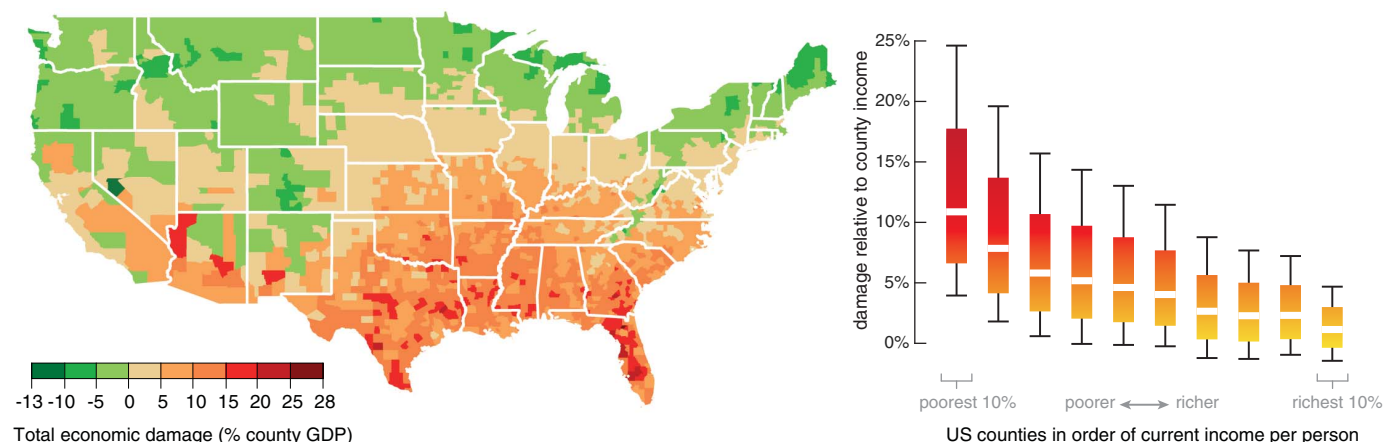 -13 -10 -5 0 5 10 15 20 25 28
Total economic damage (% county GDP)
damage relative to county income
25%
20%
15%
10%
5%
0%
poorest 10% poorer richer richest 10%
US counties in order of current income per person